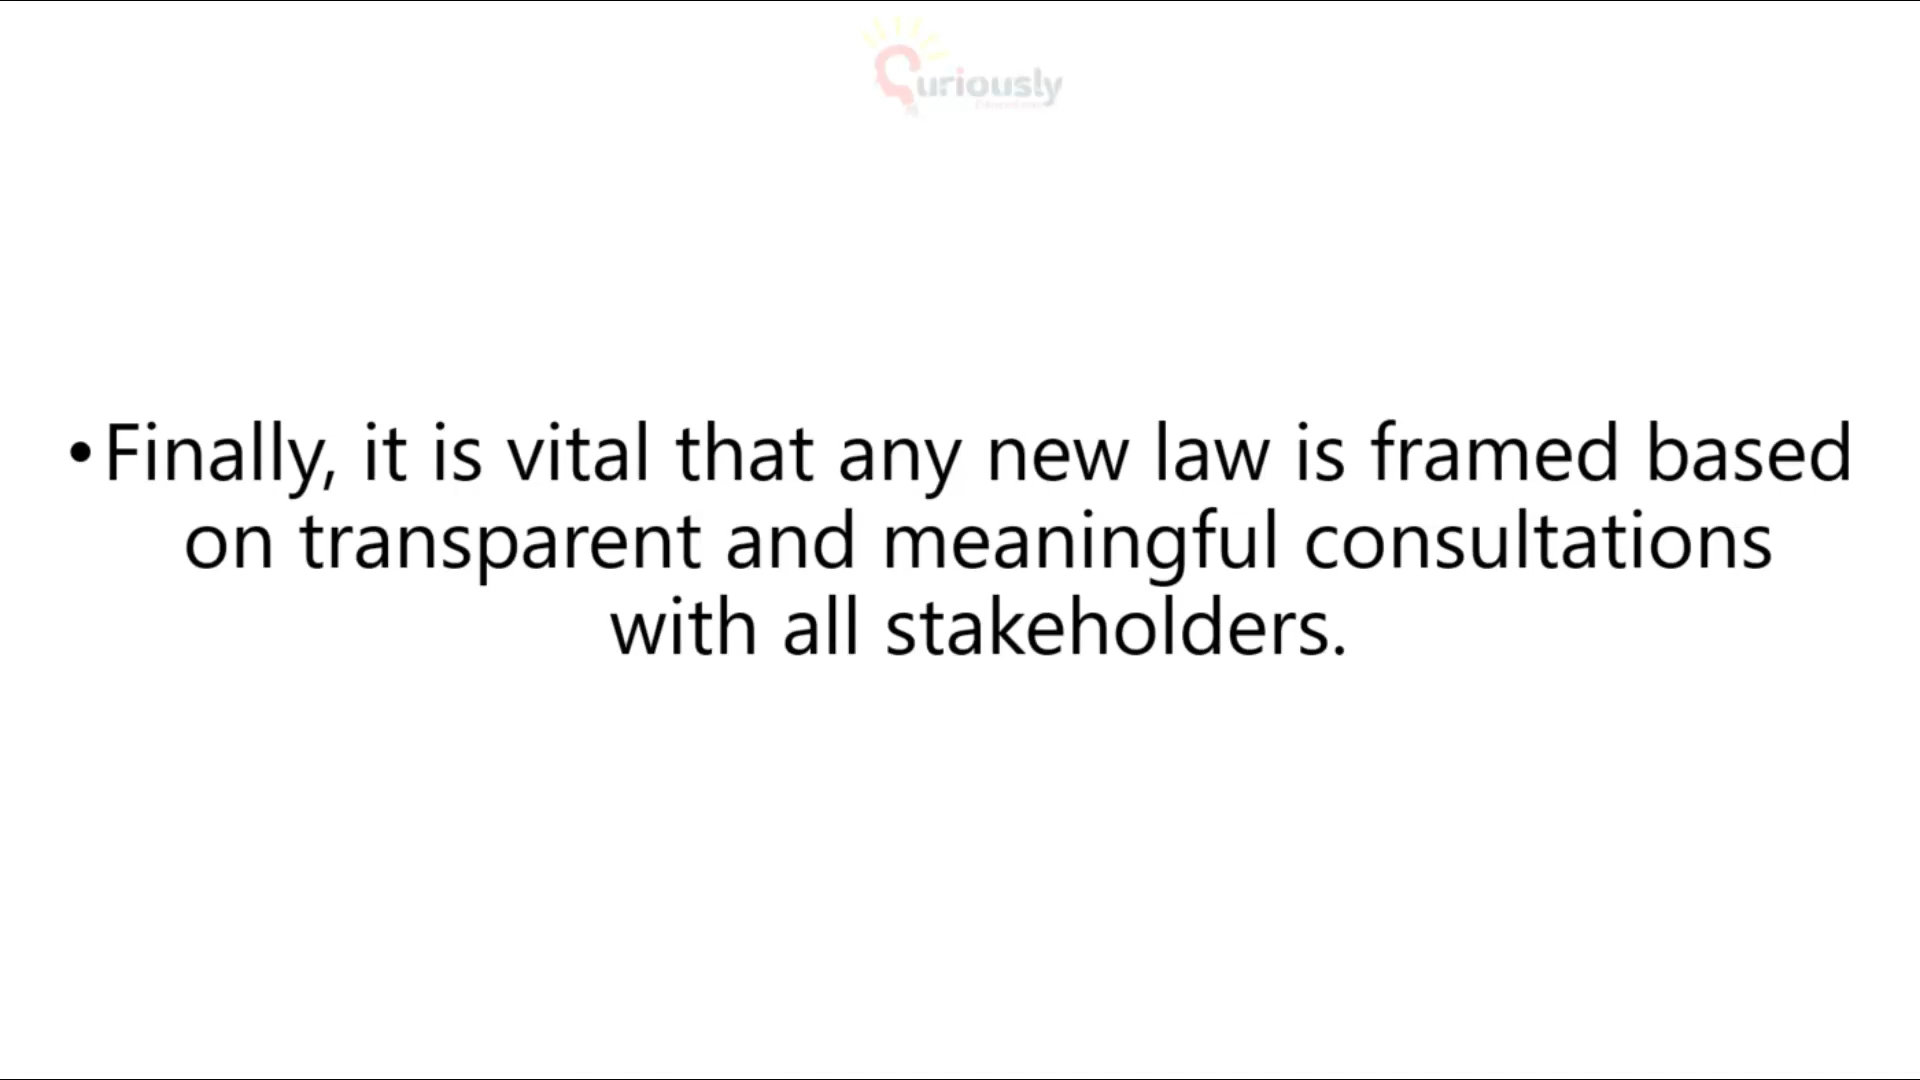 Curiously
• Finally, it is vital that any new law is framed based
on transparent and meaningful consultations
with all stakeholders.